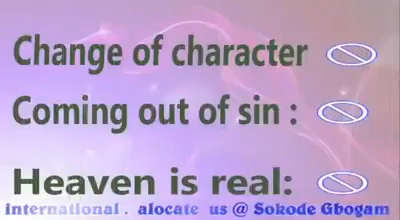 Change of character
Coming out of sin :
Heaven is real:
international . alocate us @ Sokode Gbogam